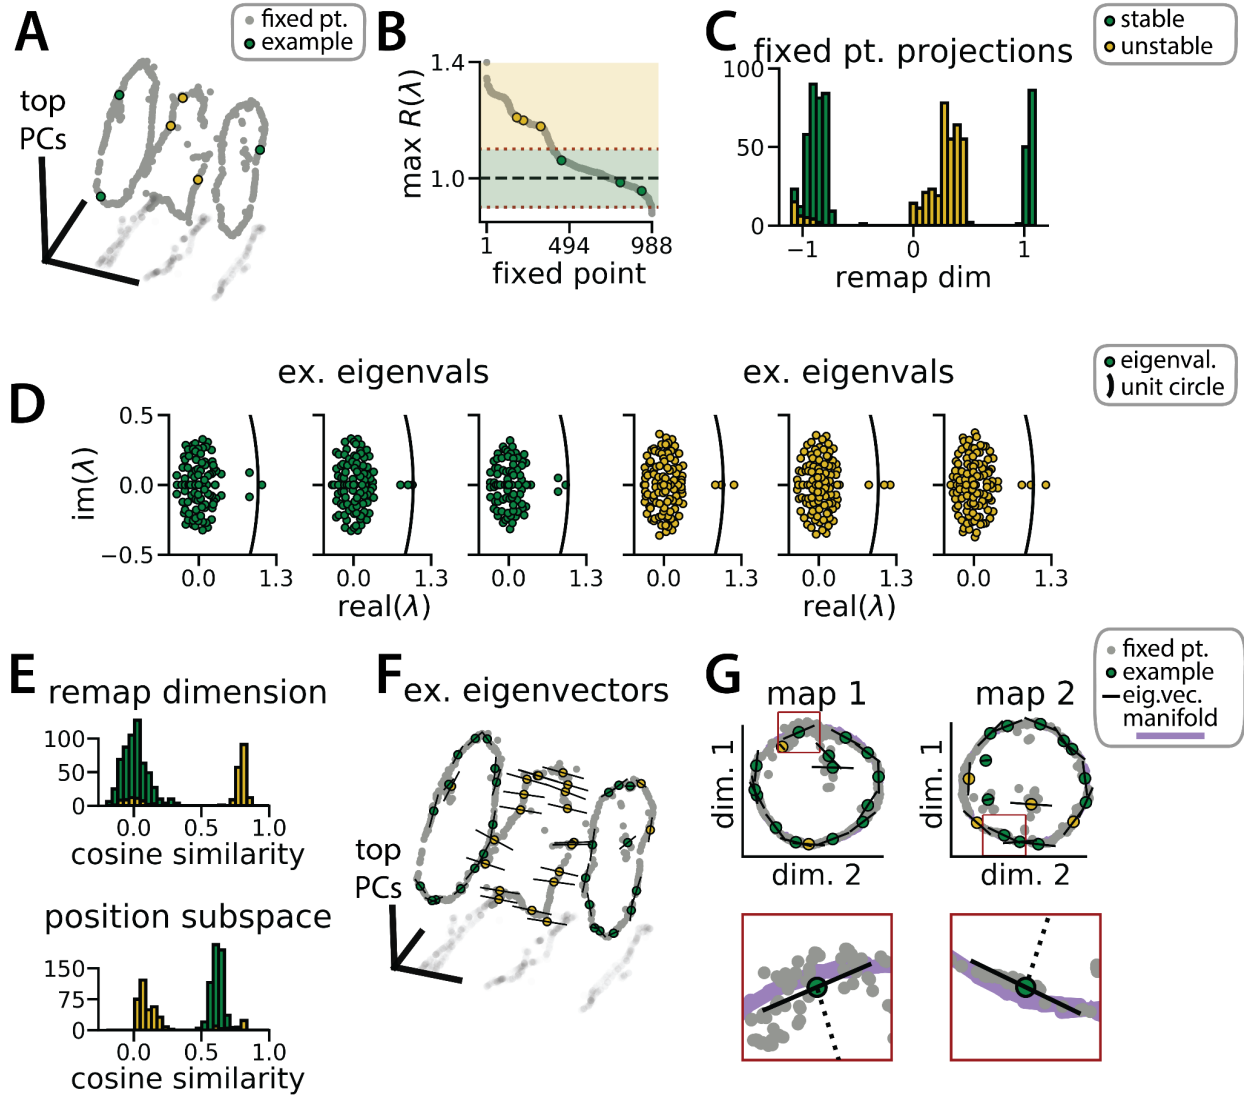 A
fixed pt.
example
top
PCs
B
max R(λ)
1.4
1.0
1
494
988
fixed point
C
fixed pt. projections
stable
unstable
100
50
0
−1
0
1
remap dim
D
ex. eigenvals
ex. eigenvals
eigenval.
unit circle
im(λ)
0.5
0.0
−0.5
0.0 1.3
0.0 1.3
0.0 1.3
0.0 1.3
0.0 1.3
0.0 1.3
real(λ)
real(λ)
E
remap dimension
100
50
0
0.0 0.5 1.0
cosine similarity
position subspace
150
75
0
0.0 0.5 1.0
cosine similarity
F
ex. eigenvectors
top
PCs
G
map 1
map 2
fixed pt.
example
eig.vec.
manifold
dim. 1
dim. 2
dim. 1
dim. 2